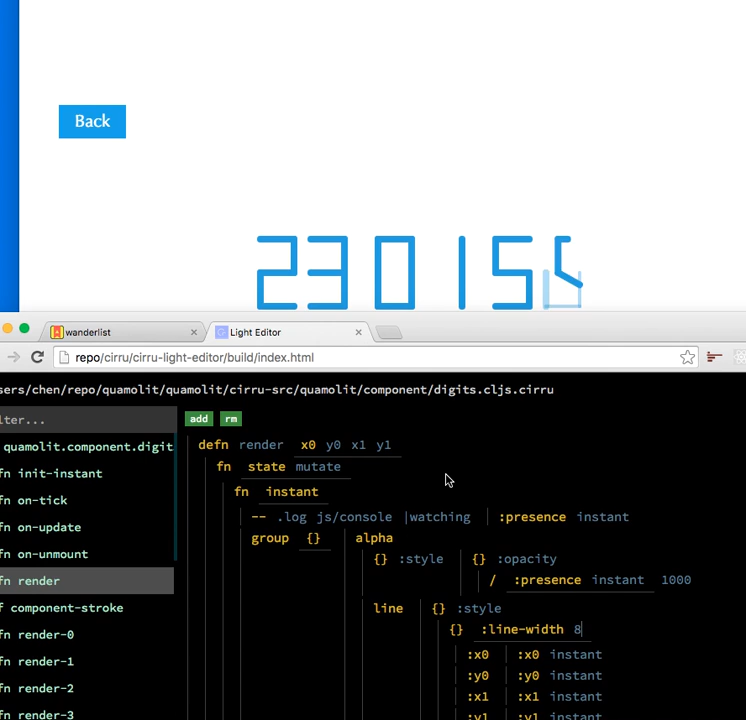 Back
23015
wanderlist ×
Light Editor ×
repo/cirru/cirru-light-editor/build/index.html
sers/chen/repo/quamolit/quamolit/cirru-src/quamolit/component/digits.cljs.cirru
lter...
add rm
quamolit.component.digit
defn render x0 y0 x1 y1
fn init-instant
fn state mutate
fn on-tick
fn instant
fn on-update
-- .log js/console |watching :presence instant
fn on-unmount
group {} alpha
{} :style {} :opacity
fn render
/ :presence instant 1000
f component-stroke
line {} :style
fn render-0
{} :line-width 8
fn render-1
:x0 :x0 instant
:y0 :y0 instant
fn render-2
:x1 :x1 instant
fn render-3
:y1 :y1 instant